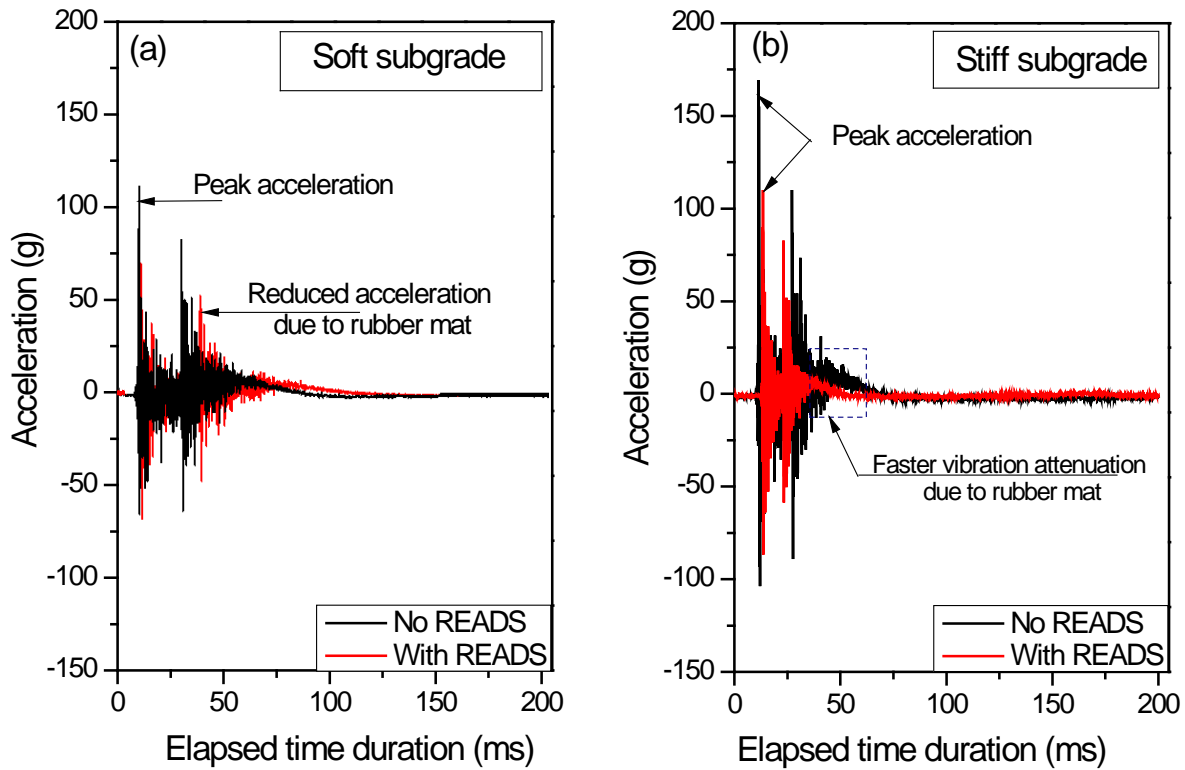 (a)
Soft subgrade
Peak acceleration
Reduced acceleration
due to rubber mat
No READS
With READS
200
150
100
50
0
-50
-100
-150
Acceleration (g)
0
50
100
150
200
Elapsed time duration (ms)
(b)
Stiff subgrade
Peak acceleration
Faster vibration attenuation
due to rubber mat
No READS
With READS
200
150
100
50
0
-50
-100
-150
Acceleration (g)
0
50
100
150
200
Elapsed time duration (ms)